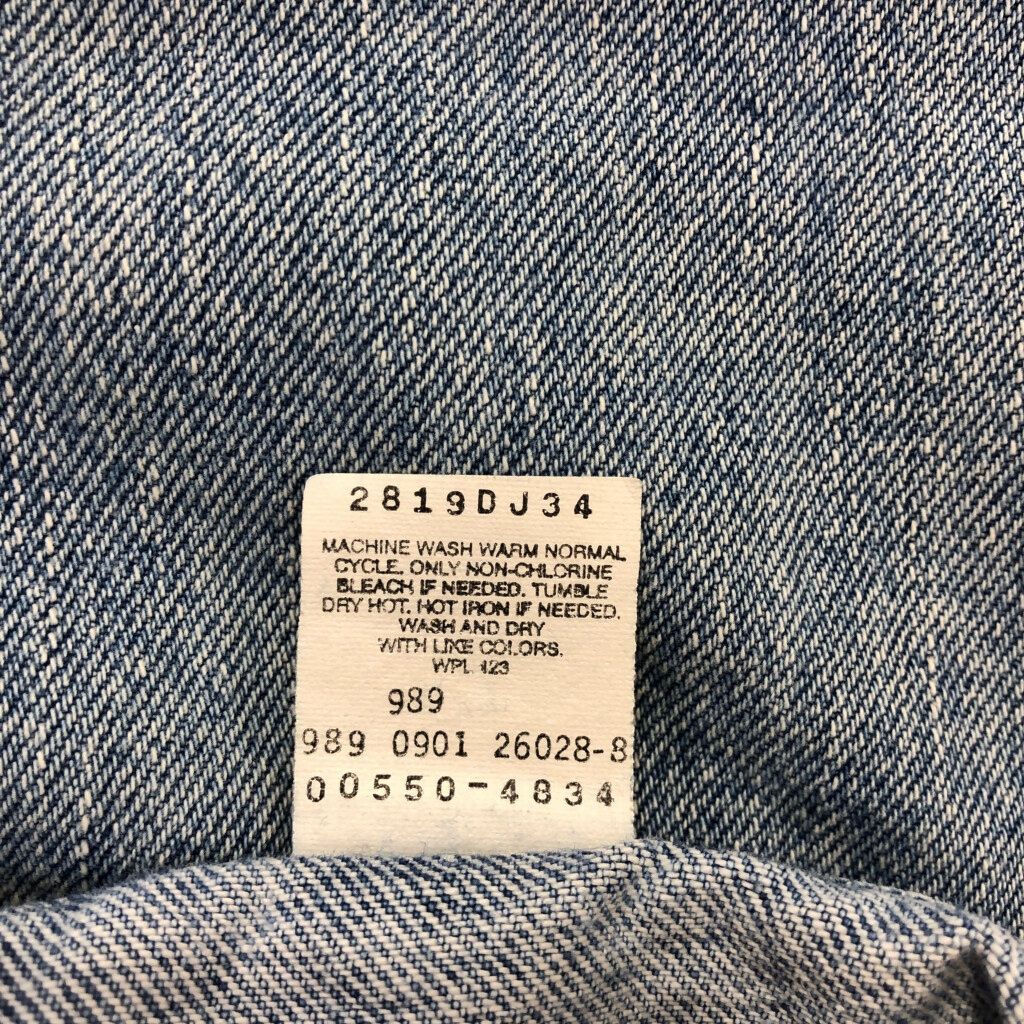 2819DJ34
MACHINE WASH WARM NORMAL
CYCLE. ONLY NON-CHLORINE
BLEACH IF NEEDED. TUMBLE
DRY HOT. HOT IRON IF NEEDED.
WASH AND DRY
WITH LIKE COLORS.
WPL 423
989
989 0901 26028-8
00550-4834